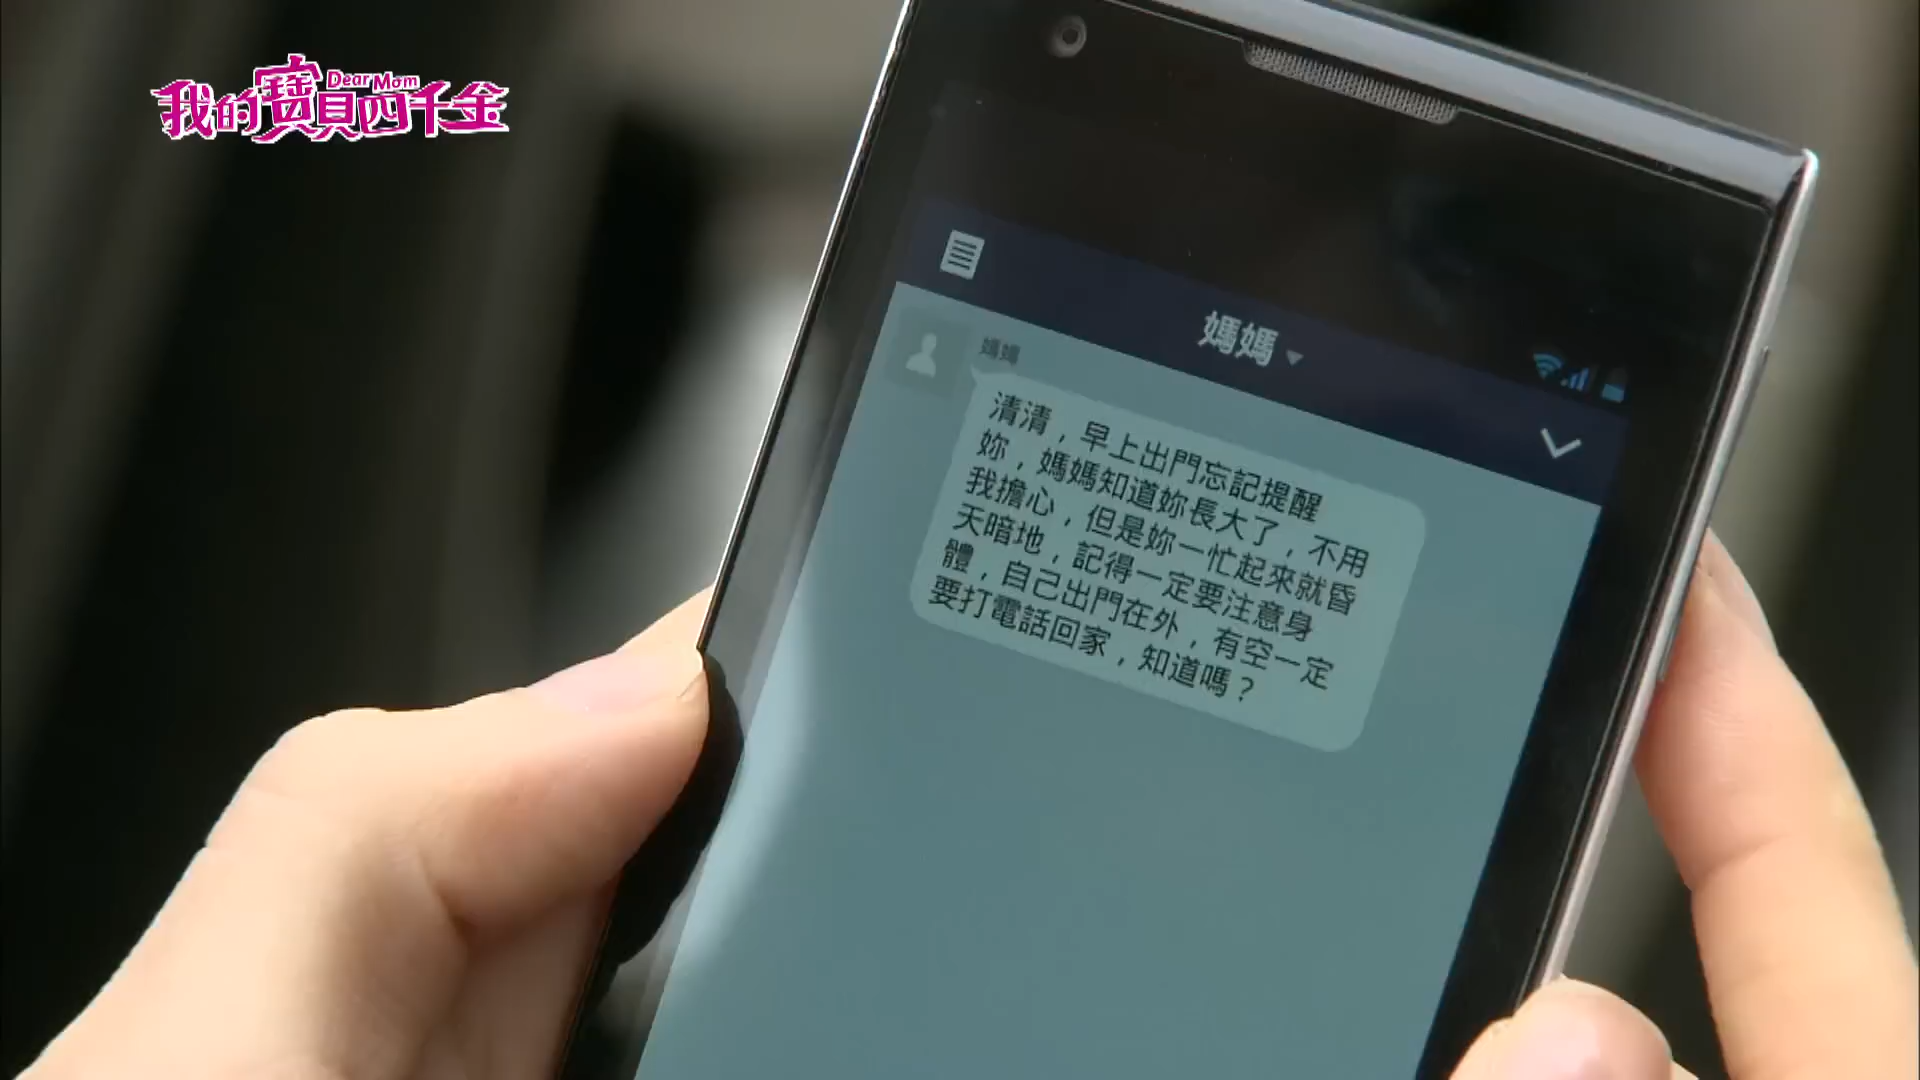 我的寶貝四千金
Dear Mom
媽媽
媽媽
清清，早上出門忘記提醒
妳，媽媽知道妳長大了，不用
我擔心，但是妳一忙起來就昏
天暗地，記得一定要注意身
體，自己出門在外，有空一定
要打電話回家，知道嗎？